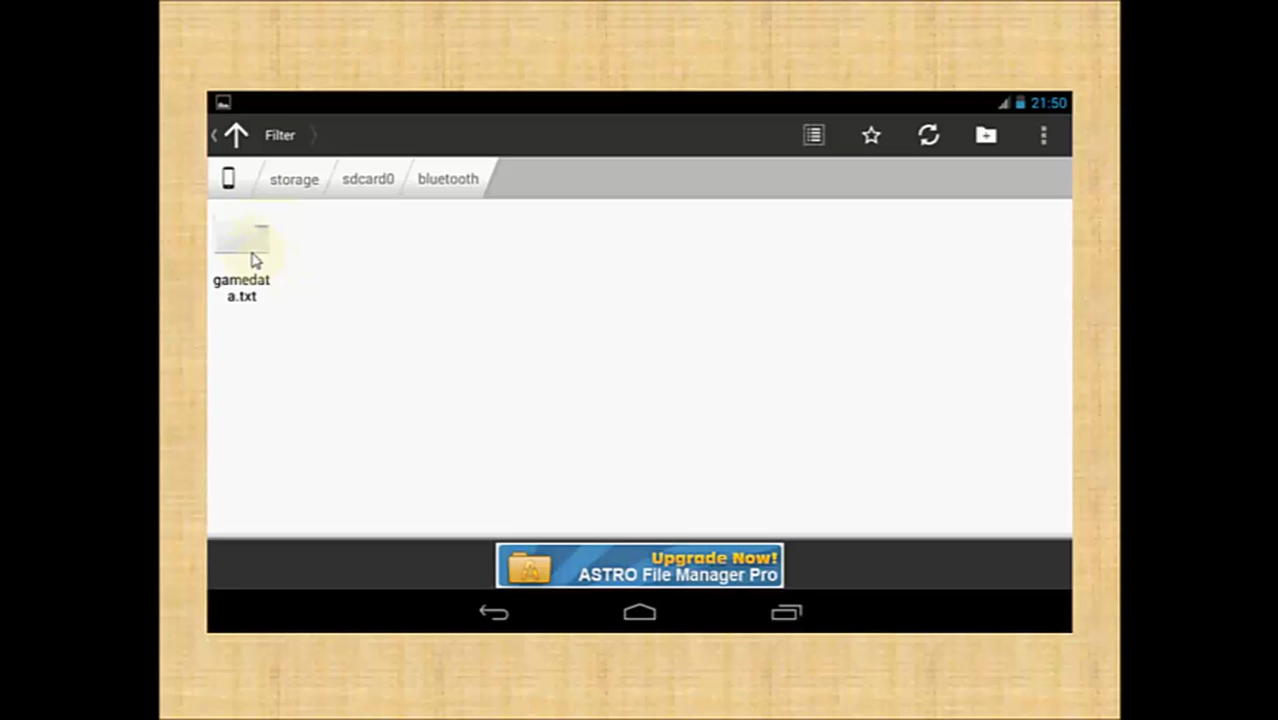 21:50
Filter
storage
sdcard0
bluetooth
gamedat
a.txt
Upgrade Now!
ASTRO File Manager Pro